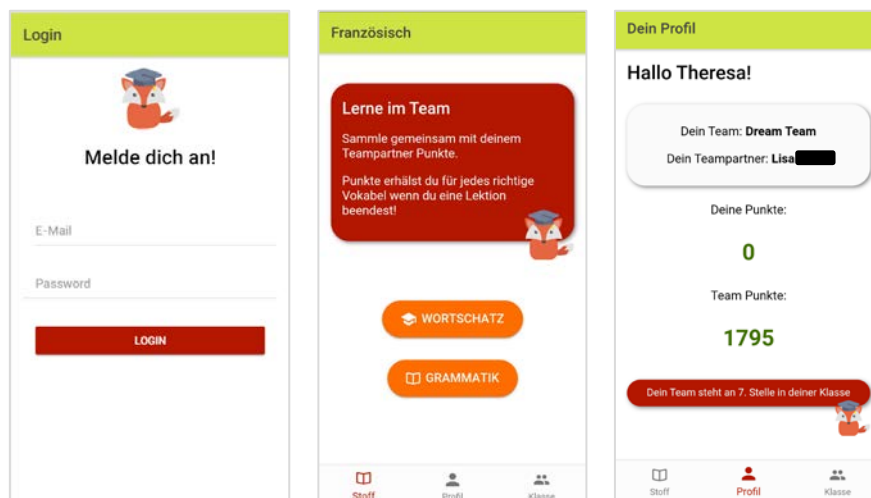 Login
Melde dich an!
E-Mail
Password
LOGIN
Französisch
Lerne im Team
Sammle gemeinsam mit deinem
Teampartner Punkte.
Punkte erhälst du für jedes richtige
Vokabel wenn du eine Lektion
beendest!
WORTSCHATZ
GRAMMATIK
Stoff
Profil
Klasse
Dein Profil
Hallo Theresa!
Dein Team: Dream Team
Dein Teampartner: Lisa
Deine Punkte:
0
Team Punkte:
1795
Dein Team steht an 7. Stelle in deiner Klasse
Stoff
Profil
Klasse